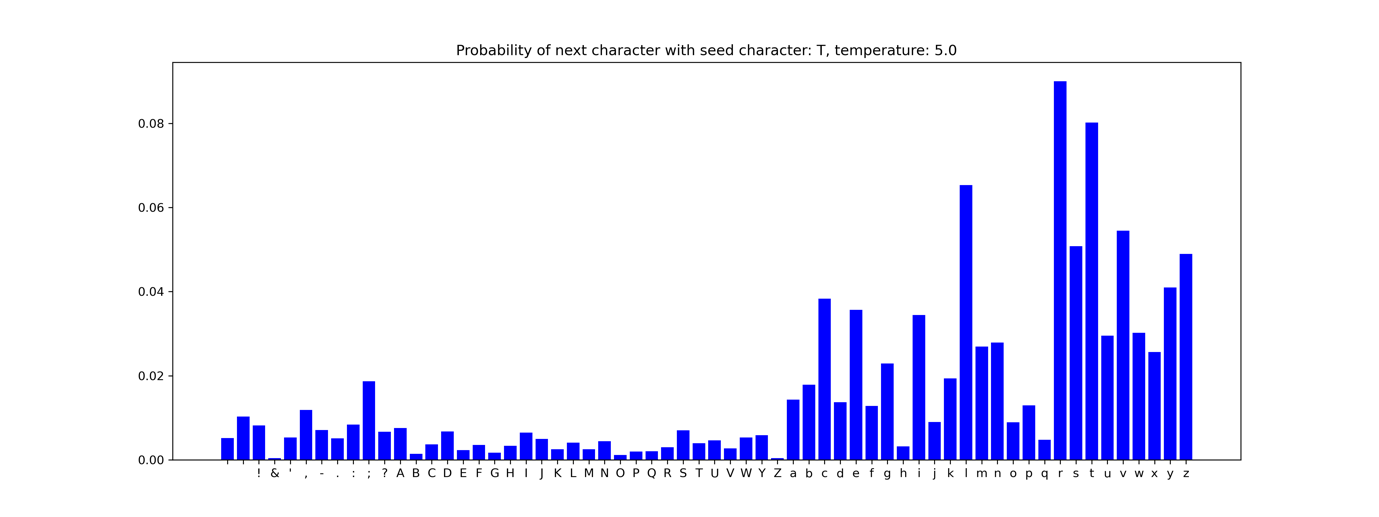 Probability of next character with seed character: T, temperature: 5.0
0.08
0.06
0.04
0.02
0.00
! & ' , - . : ; ? A B C D E F G H I J K L M N O P Q R S T U V W Y Z a b c d e f g h i j k l m n o p q r s t u v w x y z